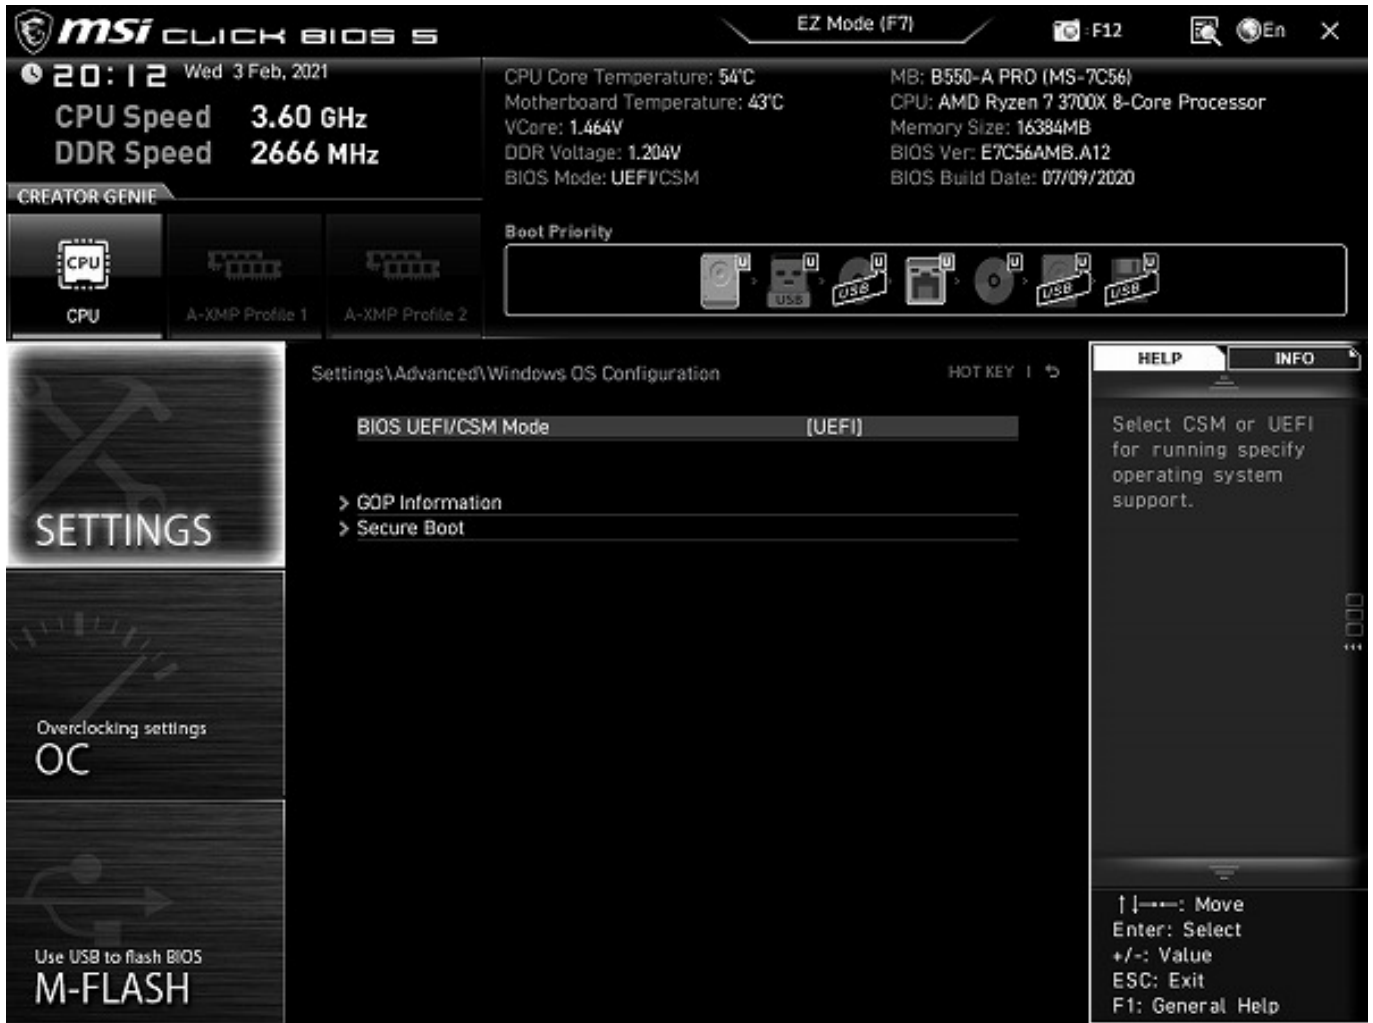 msi CLICK BIOS 5
EZ Mode (F7)
: F12
En
20:12 Wed 3 Feb, 2021
CPU Speed 3.60 GHz
DDR Speed 2666 MHz
CREATOR GENIE
CPU
CPU
A-XMP Profile 1
A-XMP Profile 2
CPU Core Temperature: 54°C
Motherboard Temperature: 43°C
VCore: 1.464V
DDR Voltage: 1.204V
BIOS Mode: UEFI/CSM
MB: B550-A PRO (MS-7C56)
CPU: AMD Ryzen 7 3700X 8-Core Processor
Memory Size: 16384MB
BIOS Ver: E7C56AMB.A12
BIOS Build Date: 07/09/2020
Boot Priority
U U U U U U U
USB USB USB USB
SETTINGS
Overclocking settings
OC
Use USB to flash BIOS
M-FLASH
Settings\Advanced\Windows OS Configuration
HOT KEY |
BIOS UEFI/CSM Mode [UEFI]
> GOP Information
> Secure Boot
HELP INFO
Select CSM or UEFI
for running specify
operating system
support.
↑↓→←: Move
Enter: Select
+/-: Value
ESC: Exit
F1: General Help